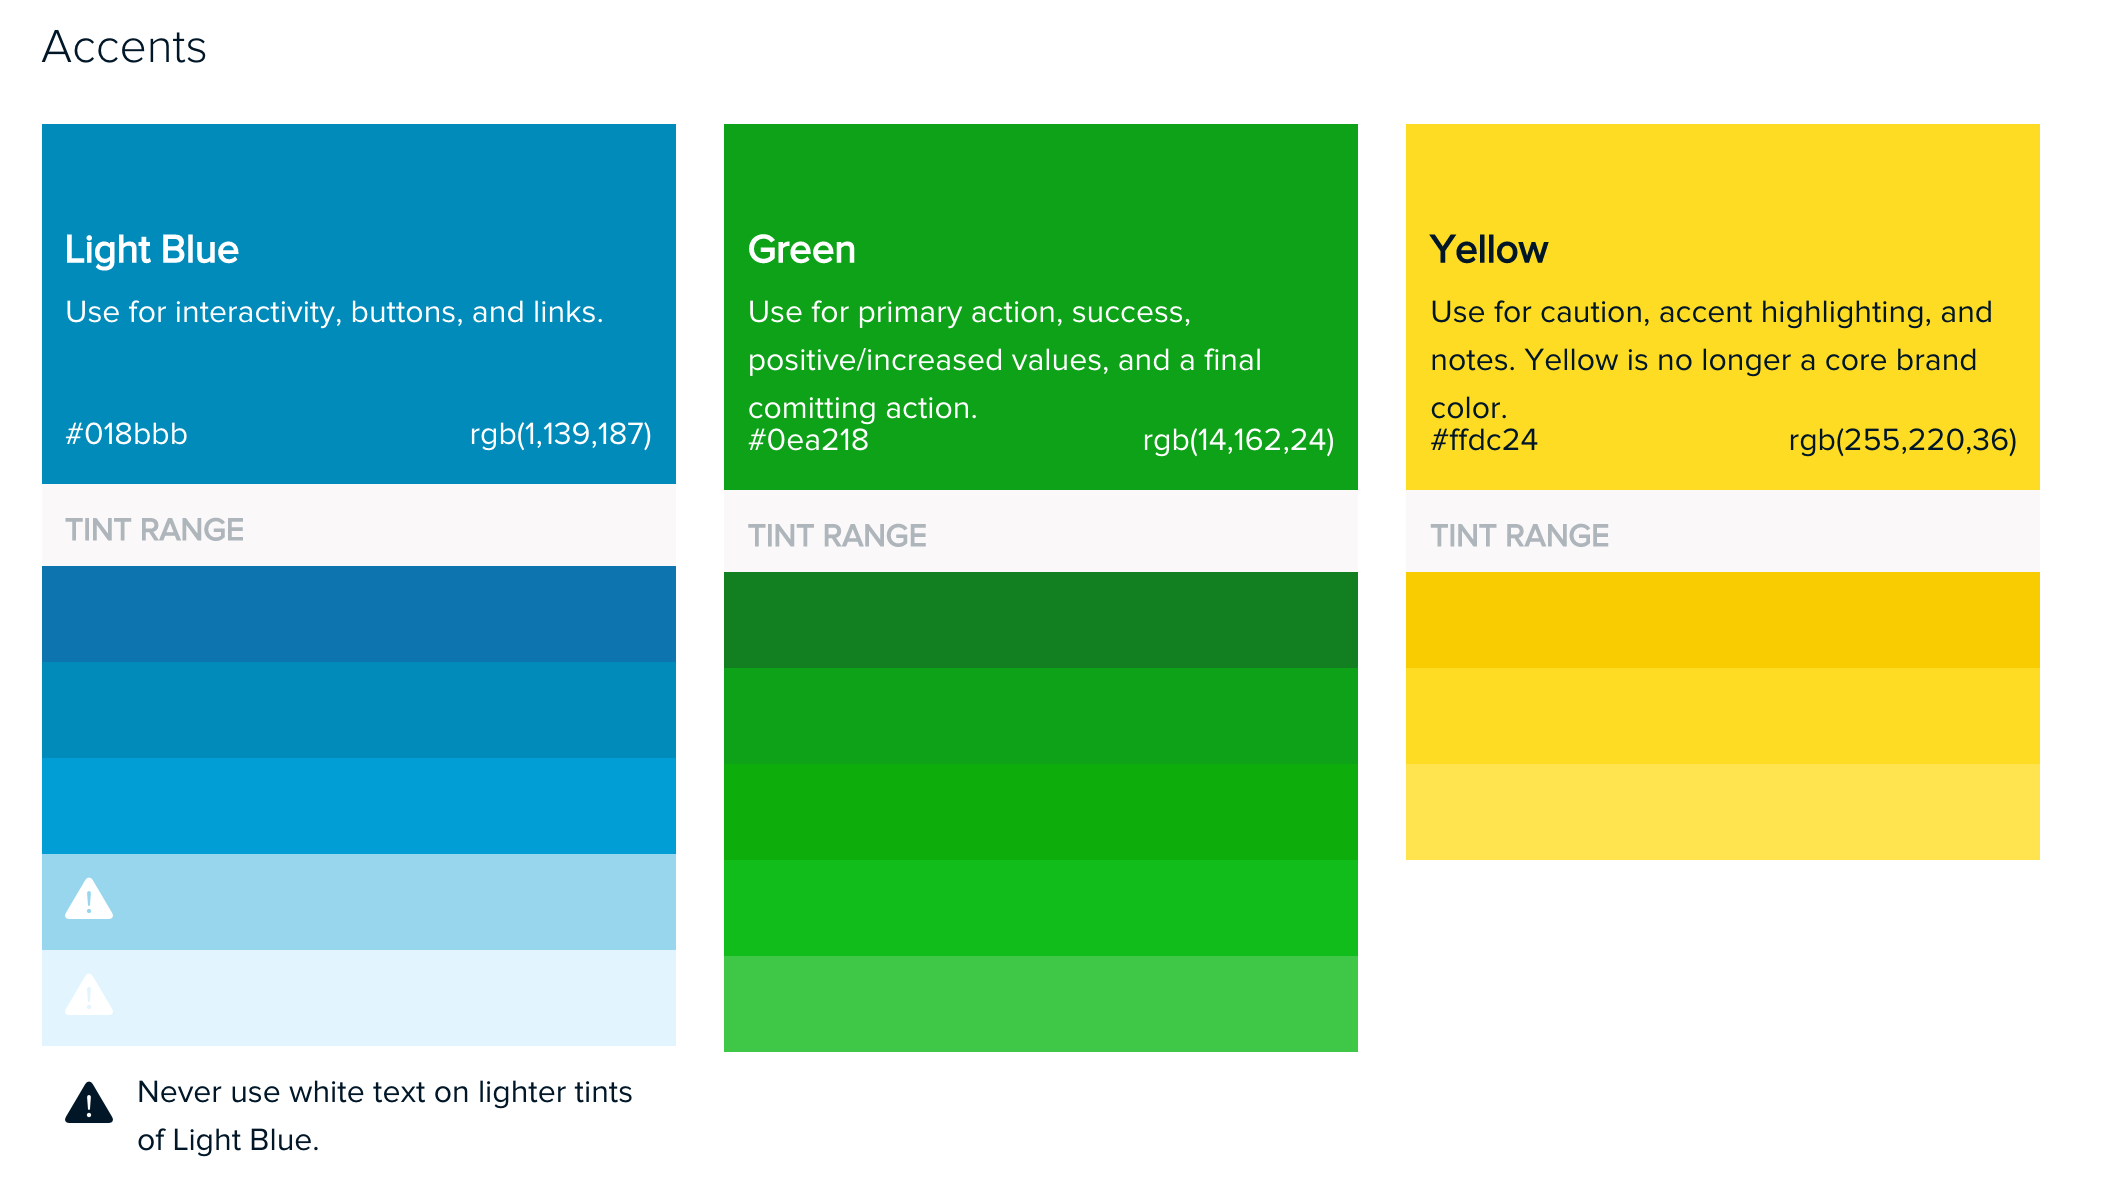 Accents
Light Blue
Use for interactivity, buttons, and links.
#018bbb
rgb(1,139,187)
TINT RANGE
Never use white text on lighter tints
of Light Blue.
Green
Use for primary action, success,
positive/increased values, and a final
comitting action.
#0ea218
rgb(14,162,24)
TINT RANGE
Yellow
Use for caution, accent highlighting, and
notes. Yellow is no longer a core brand
color.
#ffdc24
rgb(255,220,36)
TINT RANGE